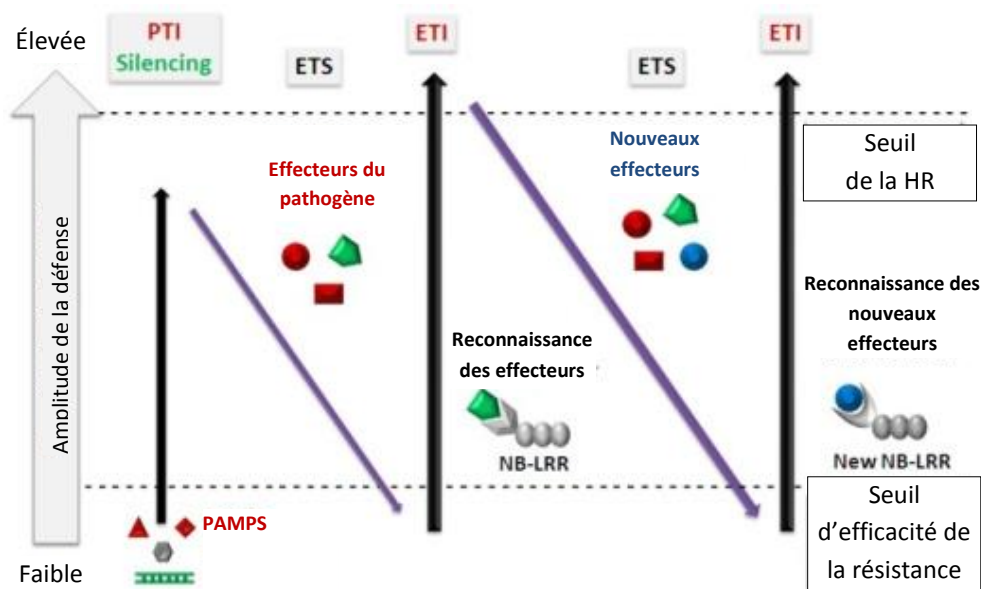 Élevée
PTI
Silencing
ETS
ETI
ETS
ETI
Seuil
de la HR
Effecteurs du
pathogène
Nouveaux
effecteurs
Amplitude de la défense
Reconnaissance
des effecteurs
NB-LRR
Reconnaissance des
nouveaux
effecteurs
New NB-LRR
PAMPS
Seuil
d'efficacité de
la résistance
Faible